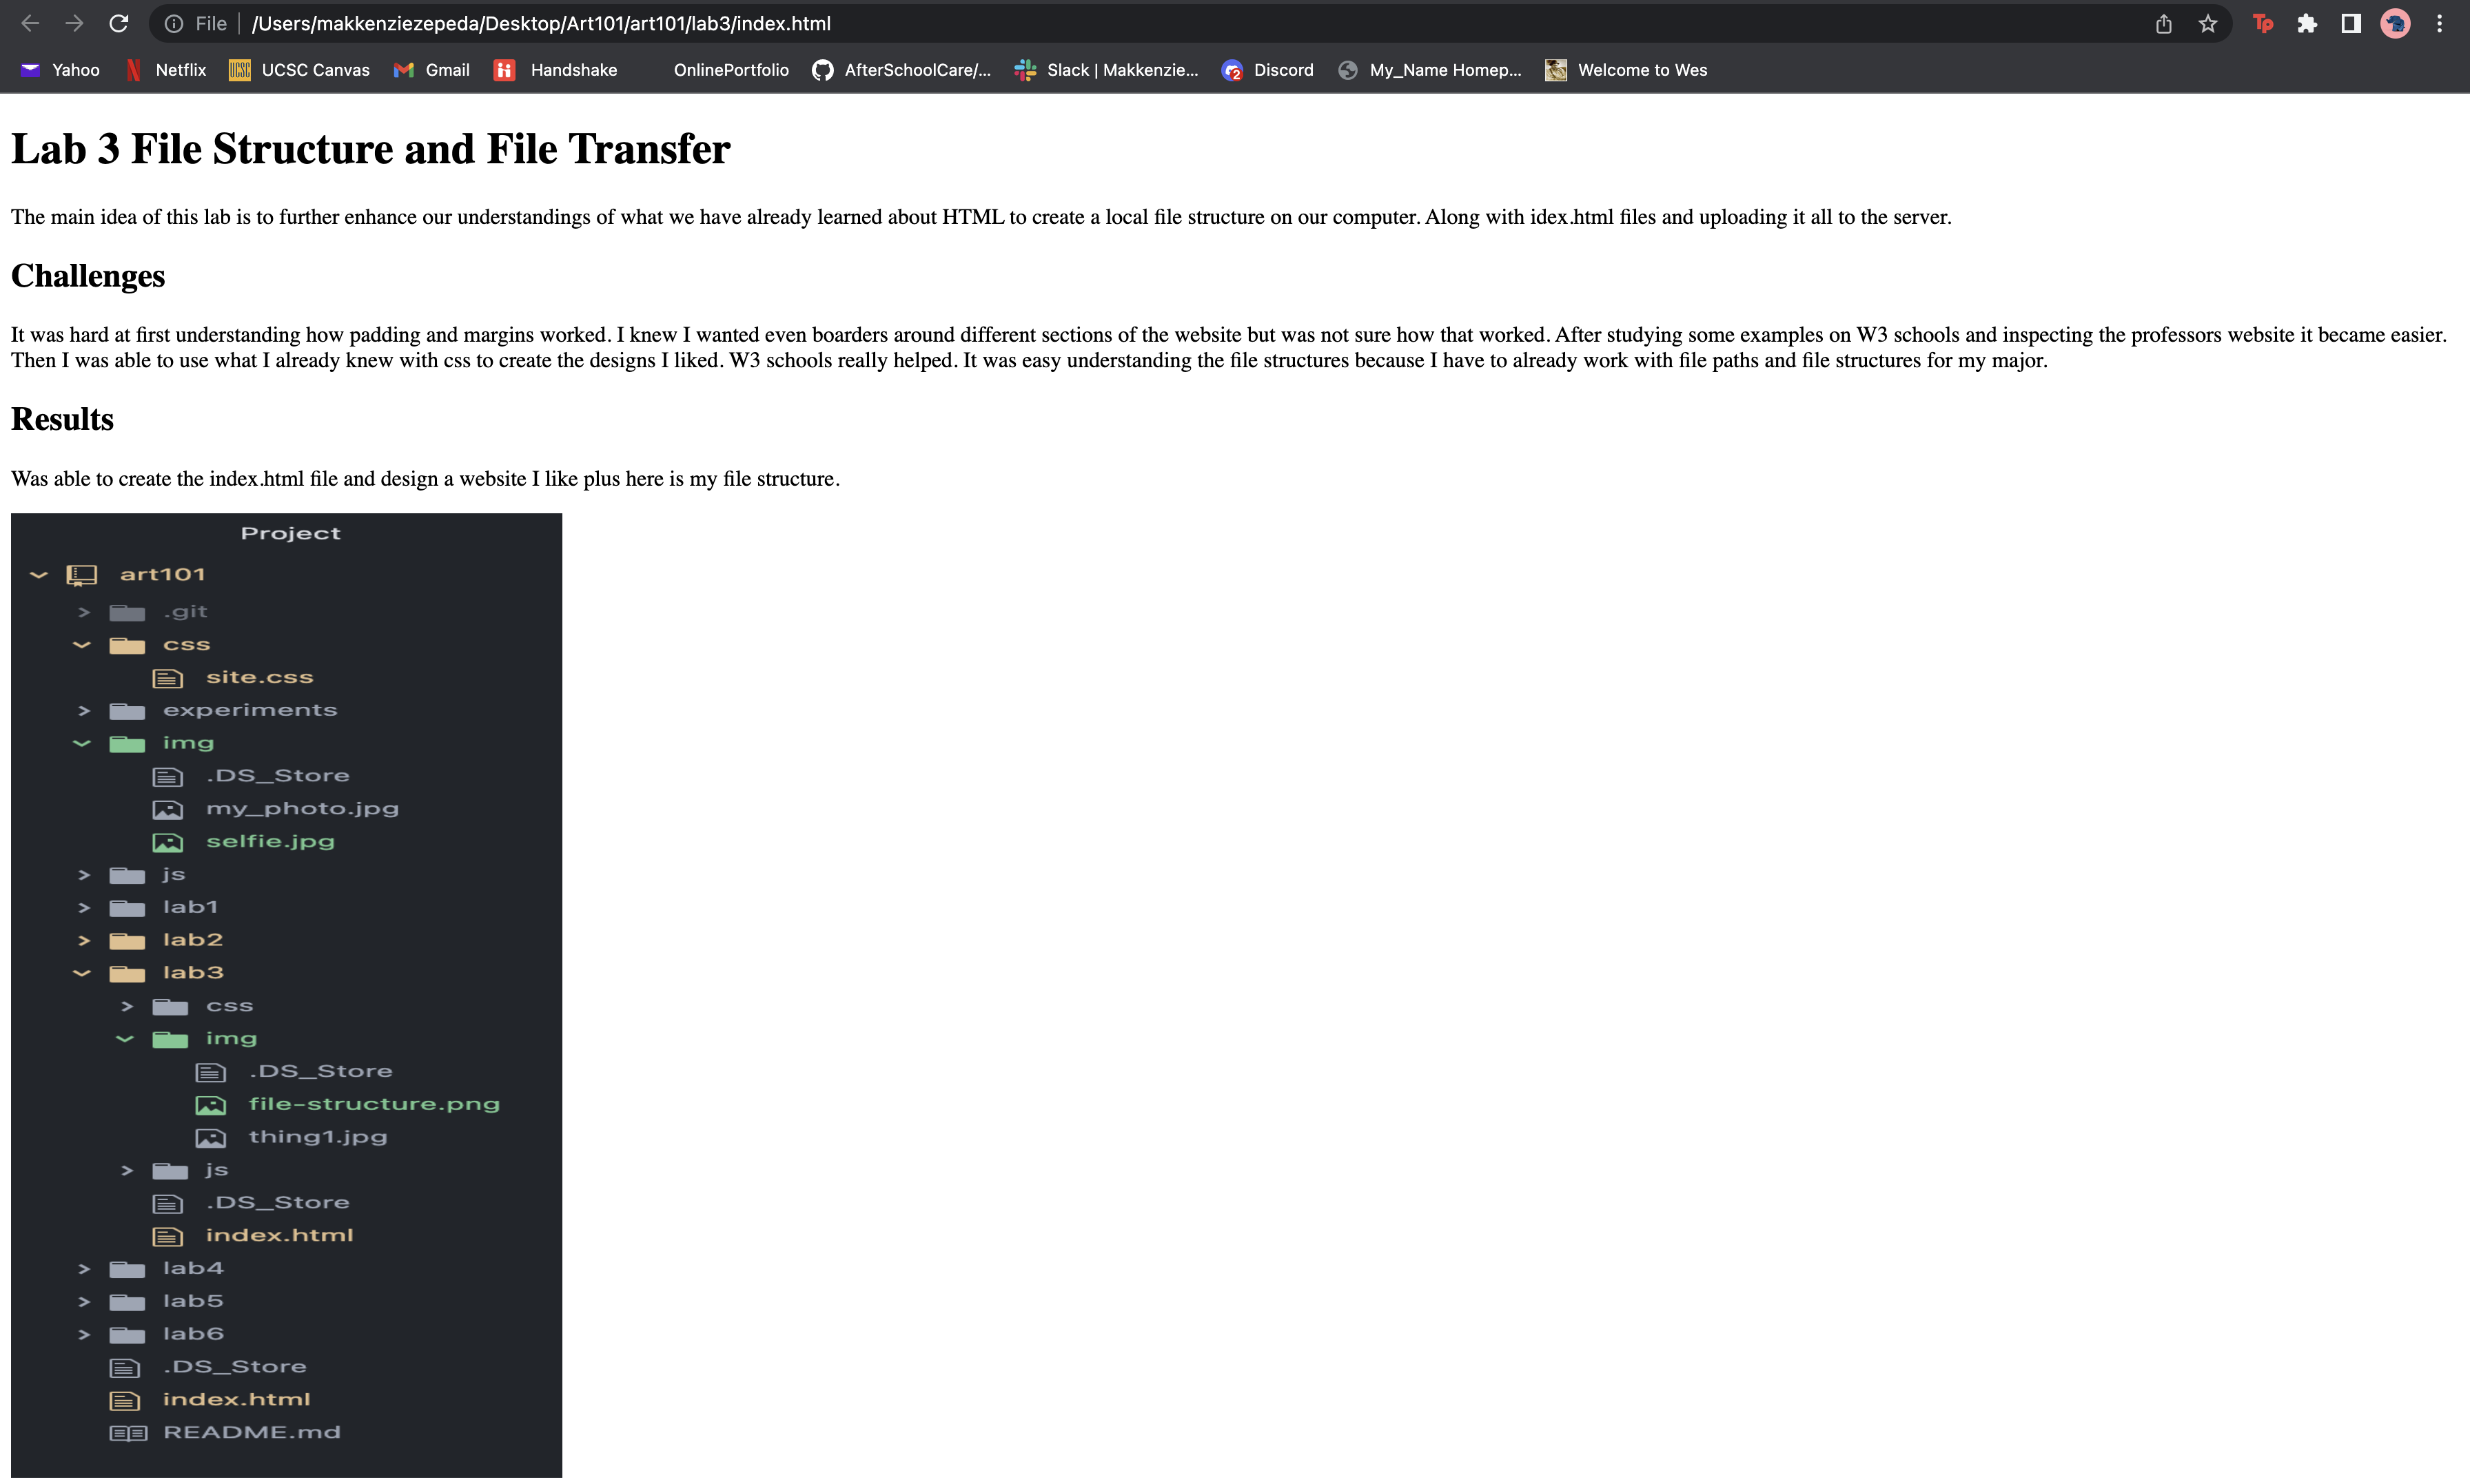 File
/Users/makkenziezepeda/Desktop/Art101/art101/lab3/index.html
Tp
Yahoo
Netflix
UCSC
UCSC Canvas
Gmail
Handshake
OnlinePortfolio
AfterSchoolCare/...
Slack | Makkenzie...
2
Discord
My_Name Homep...
Welcome to Wes
Lab 3 File Structure and File Transfer
The main idea of this lab is to further enhance our understandings of what we have already learned about HTML to create a local file structure on our computer. Along with idex.html files and uploading it all to the server.
Challenges
It was hard at first understanding how padding and margins worked. I knew I wanted even boarders around different sections of the website but was not sure how that worked. After studying some examples on W3 schools and inspecting the professors website it became easier.
Then I was able to use what I already knew with css to create the designs I liked. W3 schools really helped. It was easy understanding the file structures because I have to already work with file paths and file structures for my major.
Results
Was able to create the index.html file and design a website I like plus here is my file structure.
Project
art101
.git
css
site.css
experiments
img
.DS_Store
my_photo.jpg
selfie.jpg
js
lab1
lab2
lab3
css
img
.DS_Store
file-structure.png
thing1.jpg
js
.DS_Store
index.html
lab4
lab5
lab6
.DS_Store
index.html
README.md